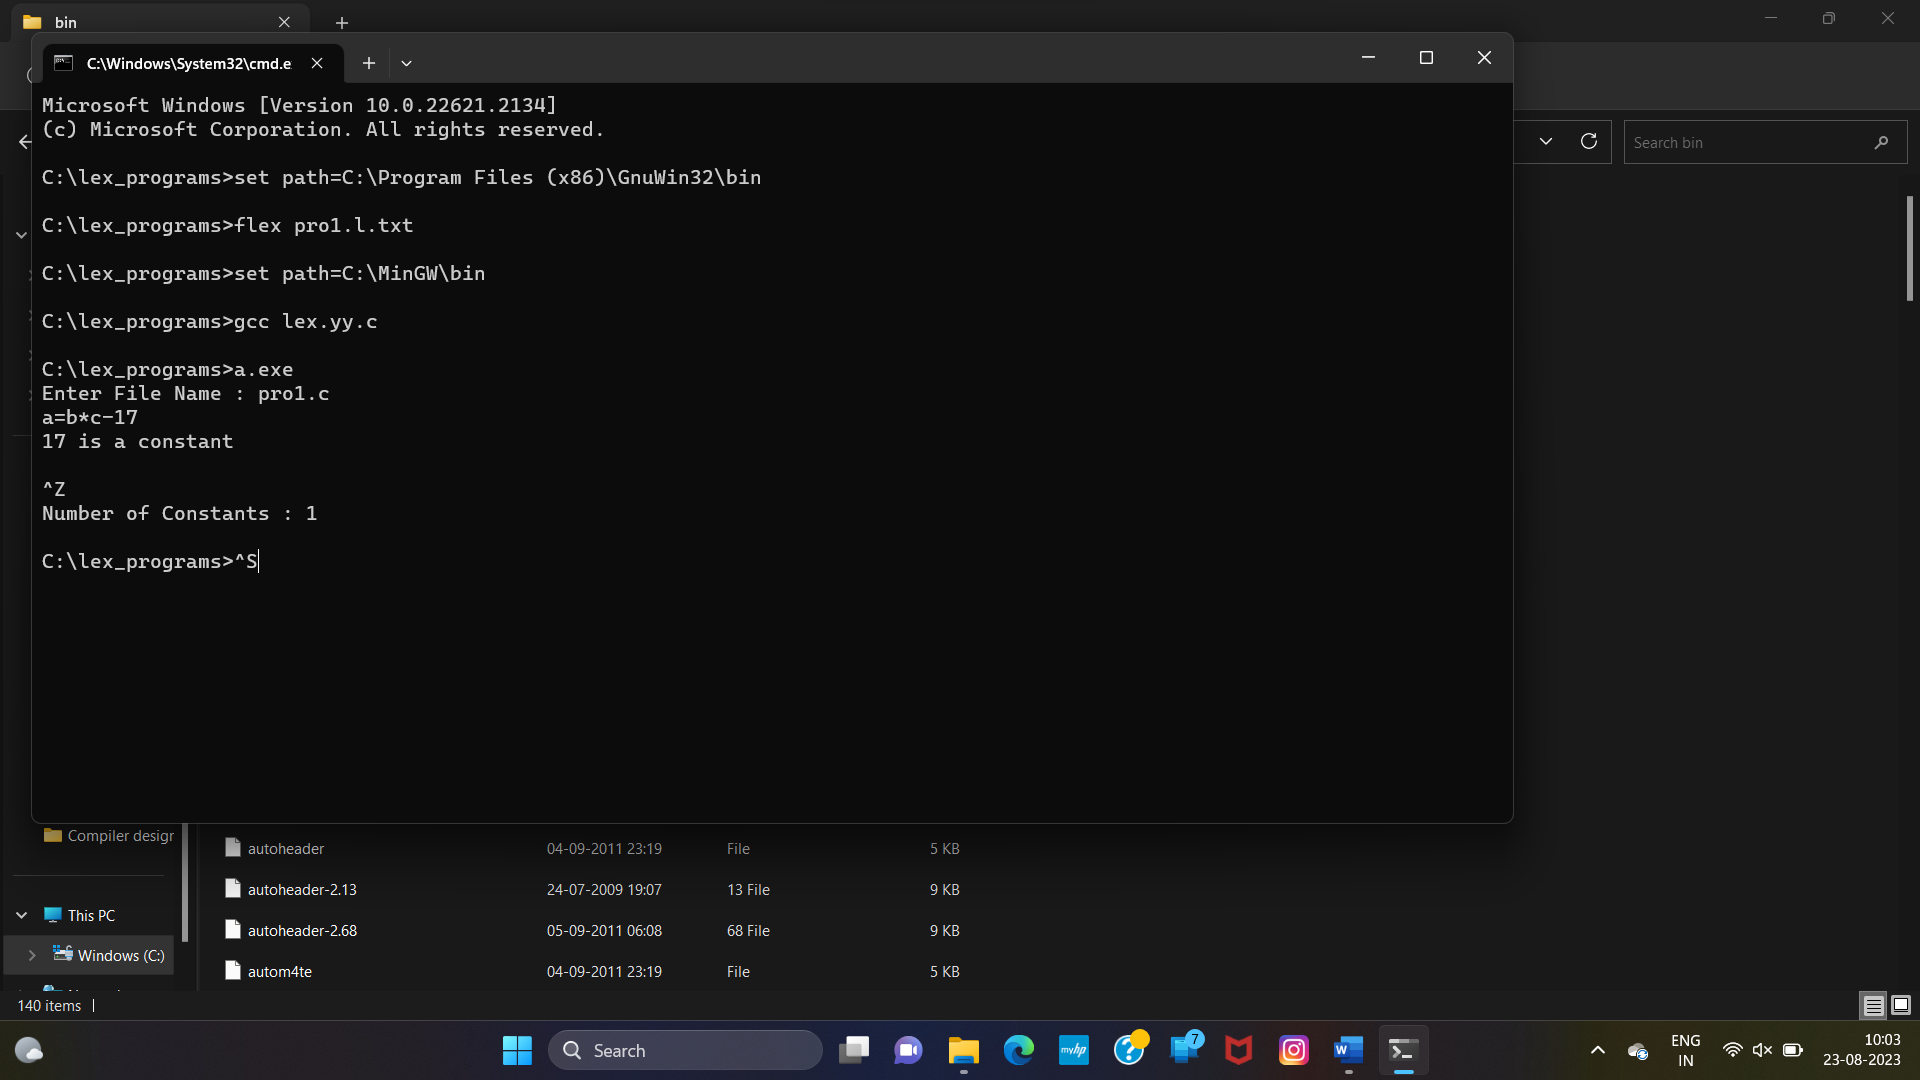 bin
C:\Windows\System32\cmd.e
Microsoft Windows [Version 10.0.22621.2134]
(c) Microsoft Corporation. All rights reserved.
Search bin
C:\lex_programs>set path=C:\Program Files (x86)\GnuWin32\bin
C:\lex_programs>flex pro1.l.txt
C:\lex_programs>set path=C:\MinGW\bin
C:\lex_programs>gcc lex.yy.c
C:\lex_programs>a.exe
Enter File Name : pro1.c
a=b*c-17
17 is a constant
^Z
Number of Constants : 1
C:\lex_programs>^S
Compiler desigr
autoheader 04-09-2011 23:19 File 5 KB
autoheader-2.13 24-07-2009 19:07 13 File 9 KB
This PC
autoheader-2.68 05-09-2011 06:08 68 File 9 KB
Windows (C:)
autom4te 04-09-2011 23:19 File 5 KB
140 items
Search
myhp
7
W
ENG
IN
10:03
23-08-2023